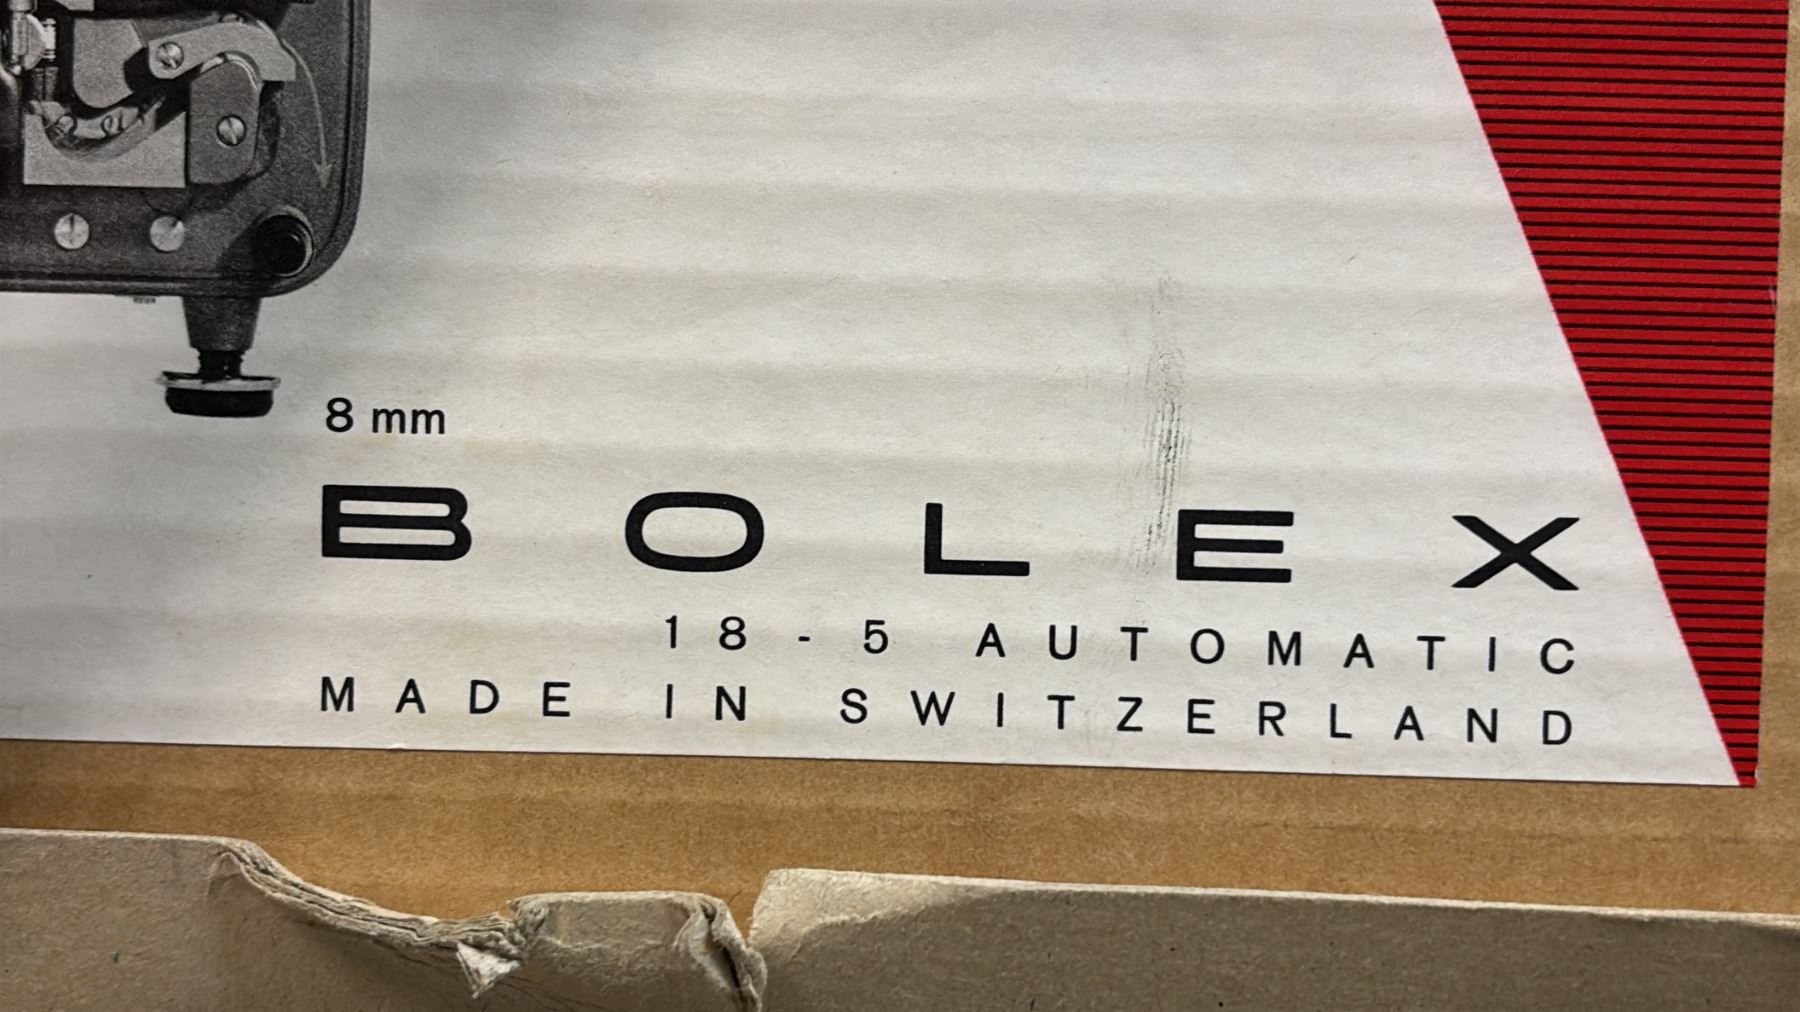 8 mm
BOLEX
18-5 AUTOMATIC
MADE IN SWITZERLAND